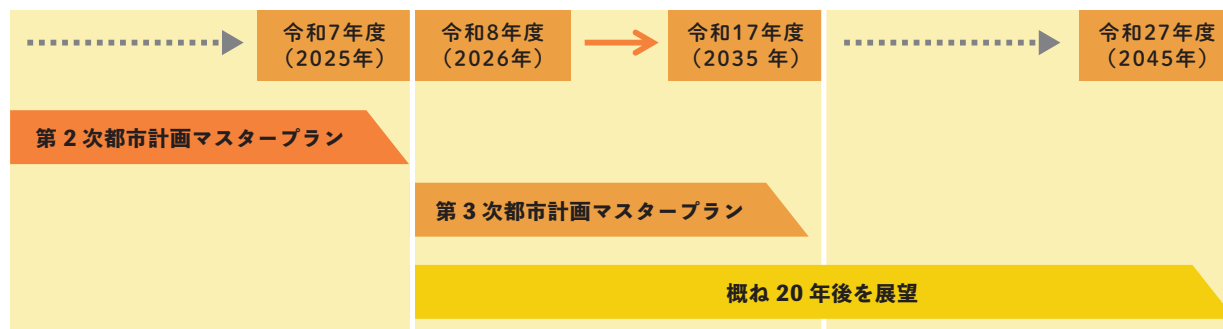 令和7年度
（2025年）
令和8年度
（2026年）
令和17年度
（2035 年）
令和27年度
（2045年）
第 2 次都市計画マスタープラン
第 3 次都市計画マスタープラン
概ね 20 年後を展望